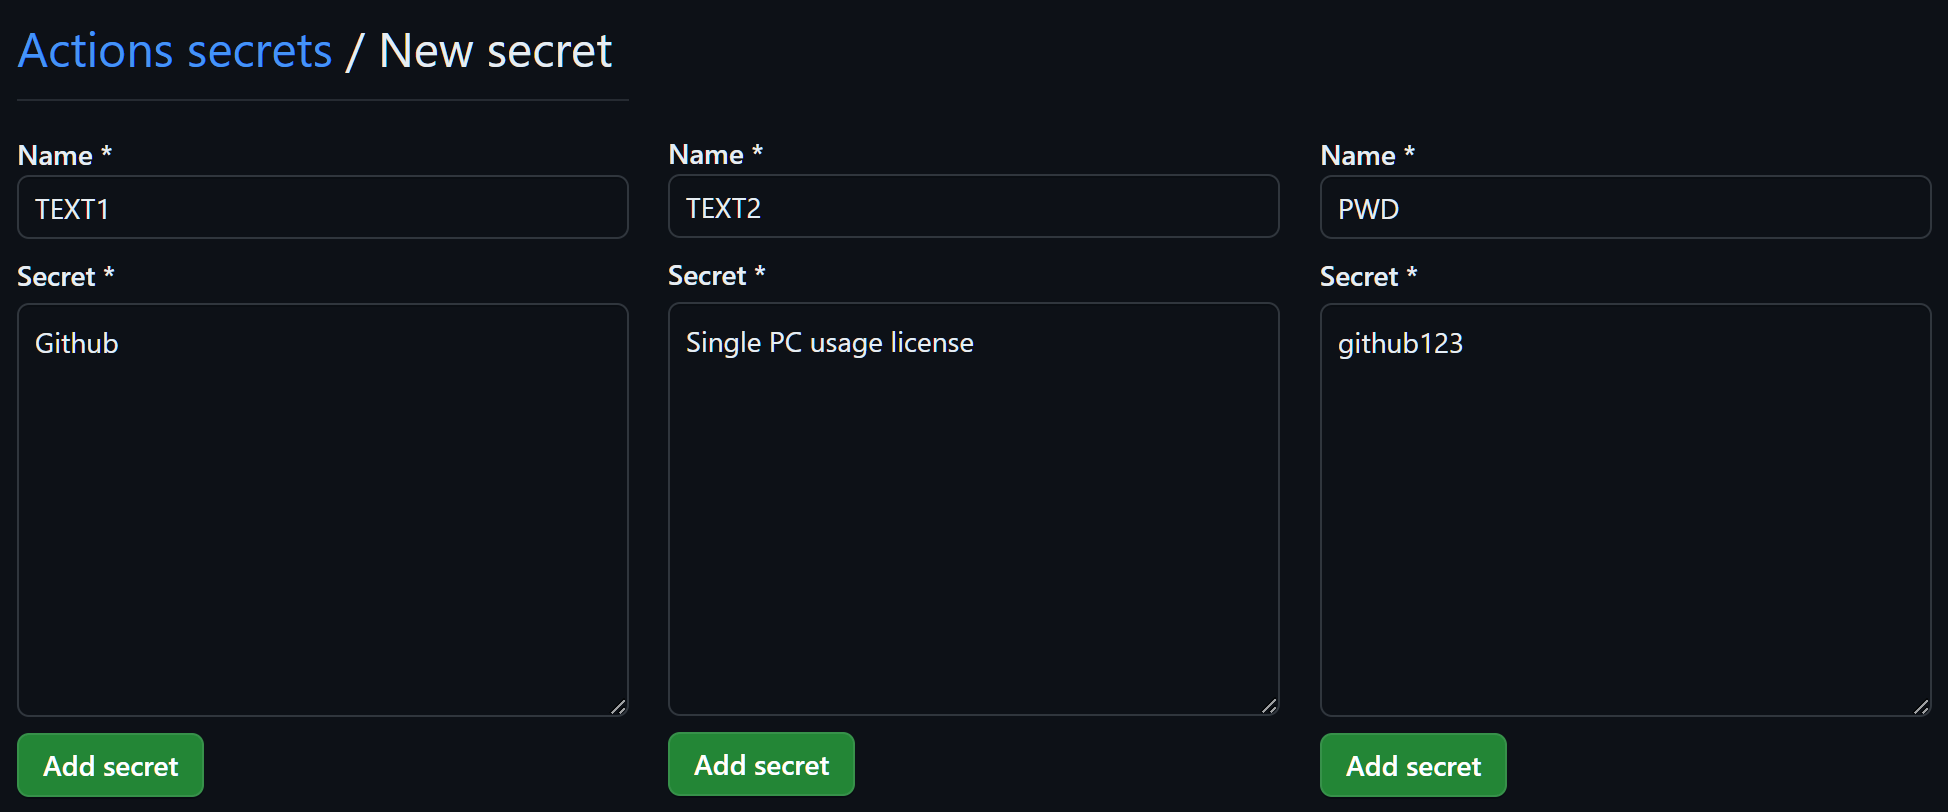 Actions secrets / New secret
Name *
TEXT1
Secret *
Github
Add secret
Name *
TEXT2
Secret *
Single PC usage license
Add secret
Name *
PWD
Secret *
github123
Add secret